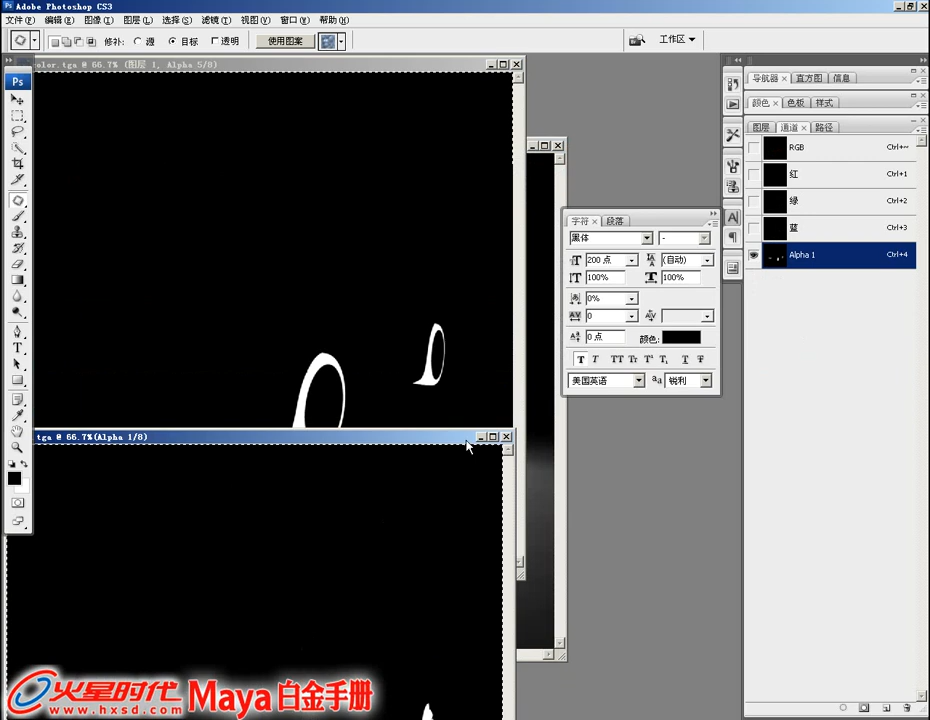 Adobe Photoshop CS3
文件(F) 编辑(E) 图像(I) 图层(L) 选择(S) 滤镜(T) 视图(V) 窗口(W) 帮助(H)
修补: 源 目标 透明 使用图案 工作区
olor.tga @ 66.7% (图层 1, Alpha 5/8)
Ps
导航器 直方图 信息
颜色 色板 样式
图层 通道 路径
RGB Ctrl+~
红 Ctrl+1
绿 Ctrl+2
蓝 Ctrl+3
Alpha 1 Ctrl+4
字符 段落
黑体 -
200 点 (自动)
100% 100%
0%
0
0 点 颜色:
T T TT Tr T¹ T₁ T T
美国英语 aa 锐利
tga @ 66.7%(Alpha 1/8)
火星时代 Maya 白金手册
www.hxsd.com